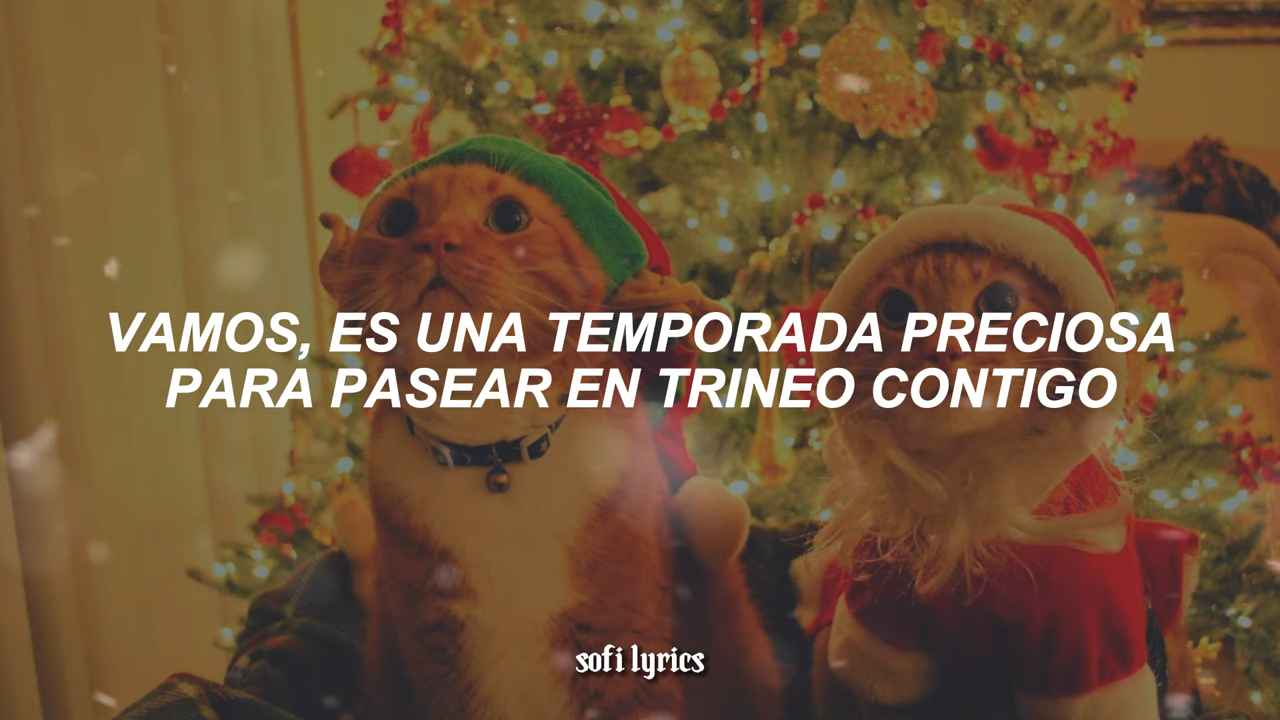 VAMOS, ES UNA TEMPORADA PRECIOSA
PARA PASEAR EN TRINEO CONTIGO
sofi lyrics